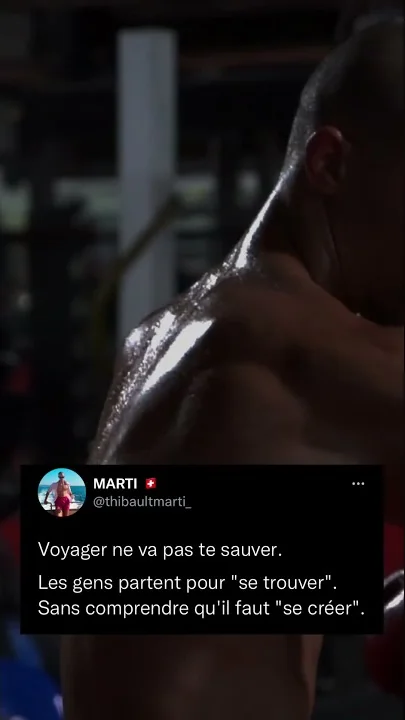 MARTI 🇨🇭
@thibaultmarti_
Voyager ne va pas te sauver.
Les gens partent pour "se trouver".
Sans comprendre qu'il faut "se créer".